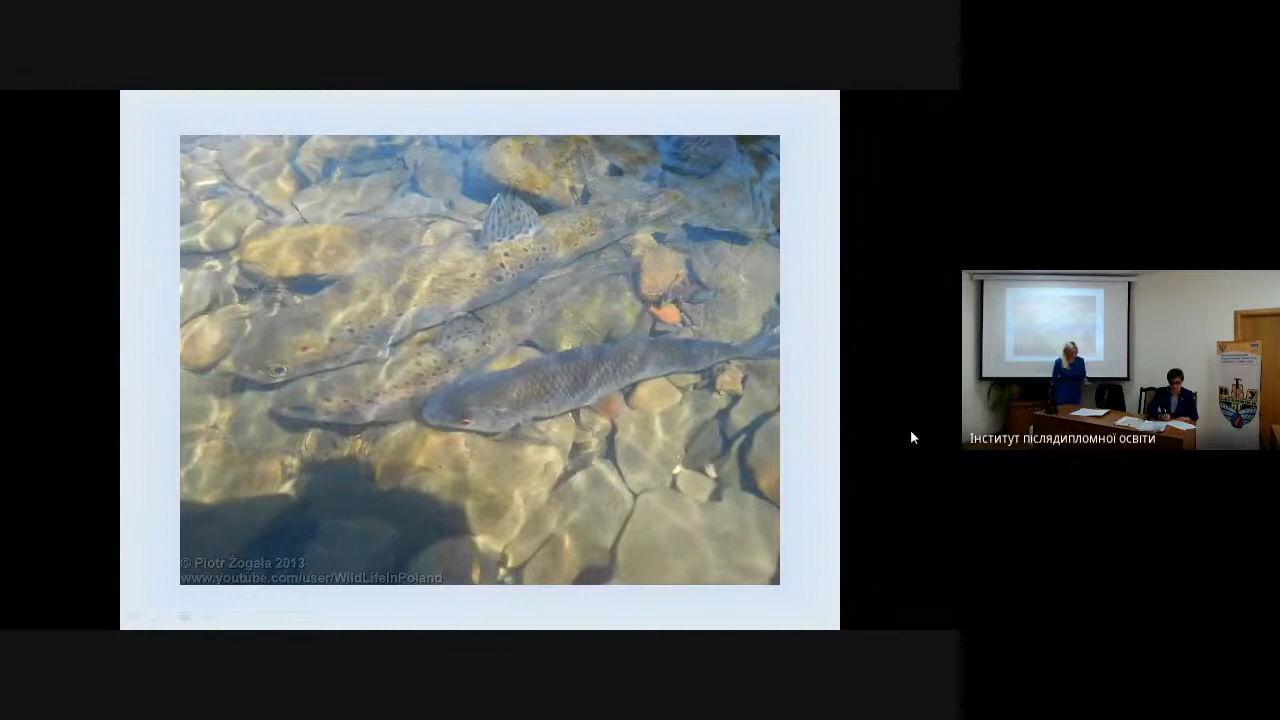 © Piotr Żogała 2013
www.youtube.com/user/WildLifeInPoland
Інститут післядипломної освіти